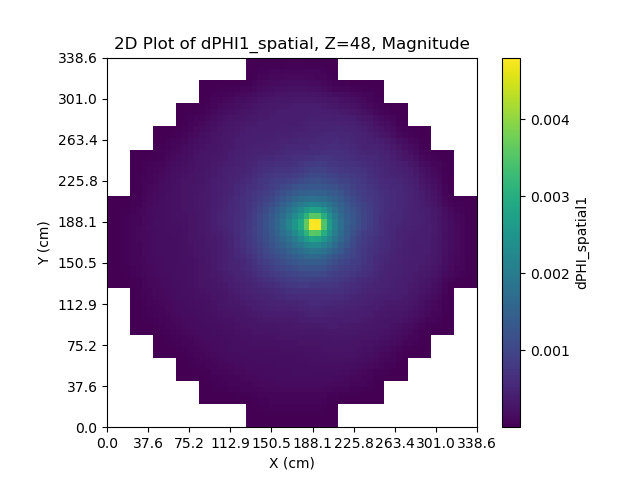 2D Plot of dPHI1_spatial, Z=48, Magnitude
338.6
301.0
263.4
225.8
188.1
150.5
112.9
75.2
37.6
0.0
Y (cm)
0.0 37.6 75.2 112.9 150.5 188.1 225.8 263.4 301.0 338.6
X (cm)
0.004
0.003
0.002
0.001
dPHI_spatial1